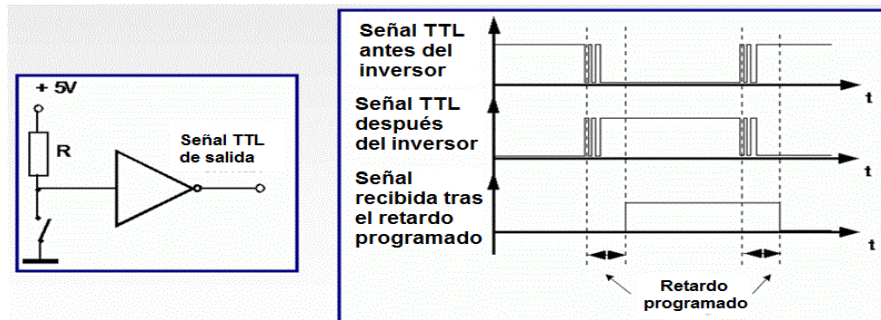 + 5V
R
Señal TTL
de salida
Señal TTL
antes del
inversor
t
Señal TTL
después
del inversor
t
Señal
recibida tras
el retardo
programado
t
Retardo
programado